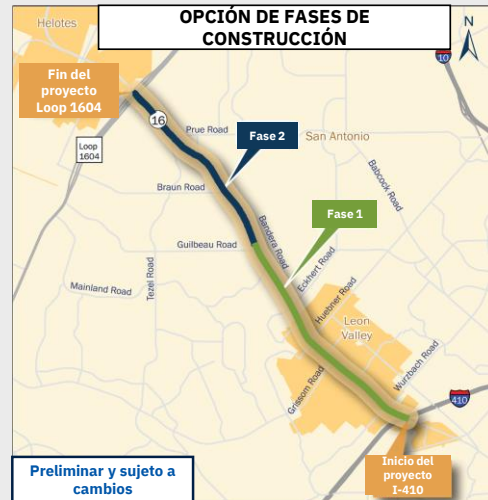 OPCIÓN DE FASES DE
CONSTRUCCIÓN
Helotes
N
10
Fin del
proyecto
Loop 1604
16
Prue Road
Fase 2
San Antonio
Loop
1604
Babcock Road
Braun Road
Fase 1
Bandera Road
Guilbeau Road
Eckhert Road
Tezel Road
Mainland Road
Huebner Road
Leon
Valley
Wurzbach Road
Grissom Road
410
Inicio del
proyecto
I-410
Preliminar y sujeto a
cambios